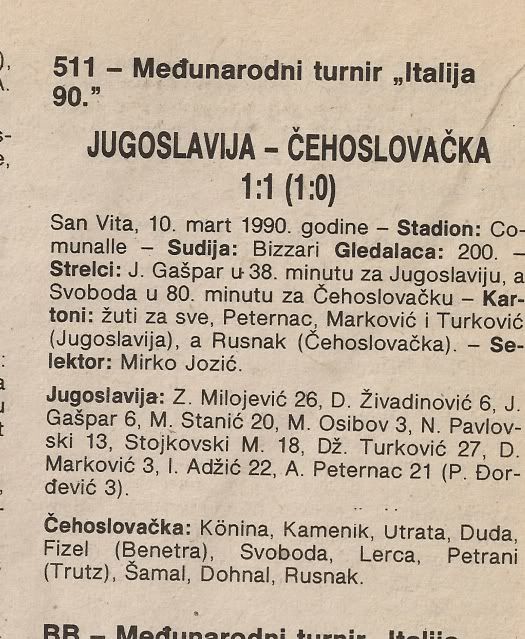 511 – Međunarodni turnir „Italija
90.”
JUGOSLAVIJA – ČEHOSLOVAČKA
1:1 (1:0)
San Vita, 10. mart 1990. godine – Stadion: Co-
munalle – Sudija: Bizzari Gledalaca: 200. –
Strelci: J. Gašpar u 38. minutu za Jugoslaviju, a
Svoboda u 80. minutu za Čehoslovačku – Kar-
toni: žuti za sve, Peternac, Marković i Turković
(Jugoslavija), a Rusnak (Čehoslovačka). – Se-
lektor: Mirko Jozić.
Jugoslavija: Z. Milojević 26, D. Živadinović 6, J.
Gašpar 6, M. Stanić 20, M. Osibov 3, N. Pavlov-
ski 13, Stojkovski M. 18, Dž. Turković 27, D.
Marković 3, I. Adžić 22, A. Peternac 21 (P. Đor-
đević 3).
Čehoslovačka: Könina, Kamenik, Utrata, Duda,
Fizel (Benetra), Svoboda, Lerca, Petrani
(Trutz), Šamal, Dohnal, Rusnak.
BB – Međunarodni turnir „Italija